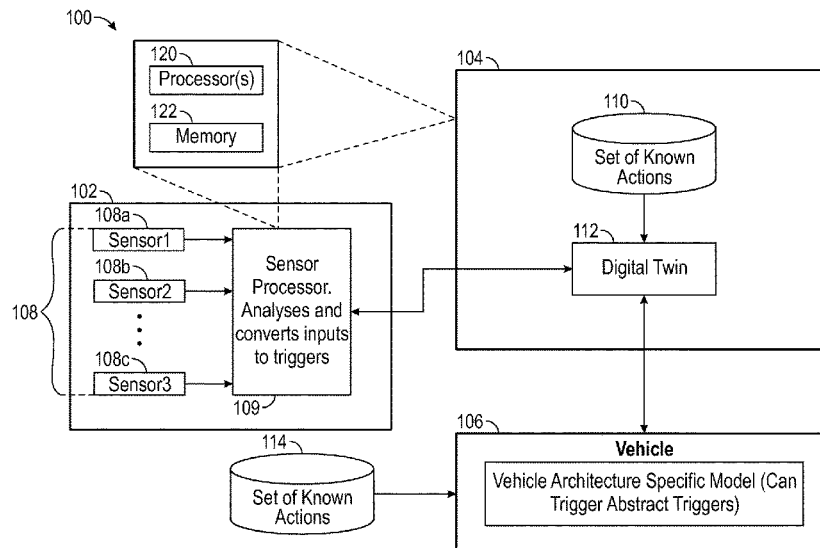 100
120
Processor(s)
122
Memory
104
110
Set of Known
Actions
112
Digital Twin
102
108a
Sensor1
108b
Sensor2
108
108c
Sensor3
Sensor
Processor.
Analyses and
converts inputs
to triggers
109
114
Set of Known
Actions
106
Vehicle
Vehicle Architecture Specific Model (Can
Trigger Abstract Triggers)